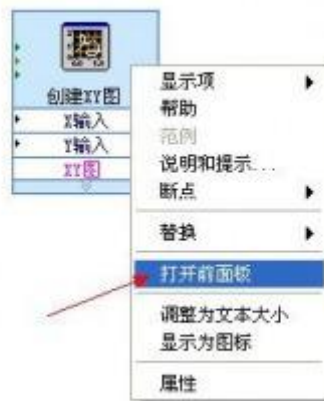 创建XY图
X输入
Y输入
XY图
显示项
帮助
范例
说明和提示...
断点
替换
打开前面板
调整为文本大小
显示为图标
属性